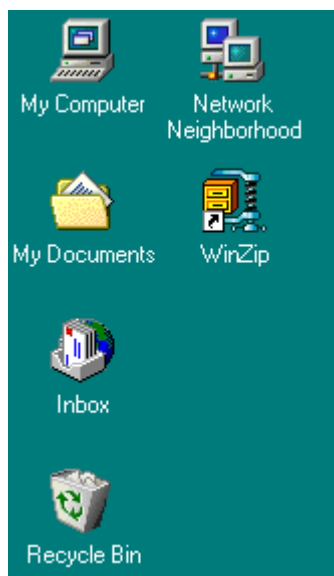 My Computer
Network
Neighborhood
My Documents
WinZip
Inbox
Recycle Bin